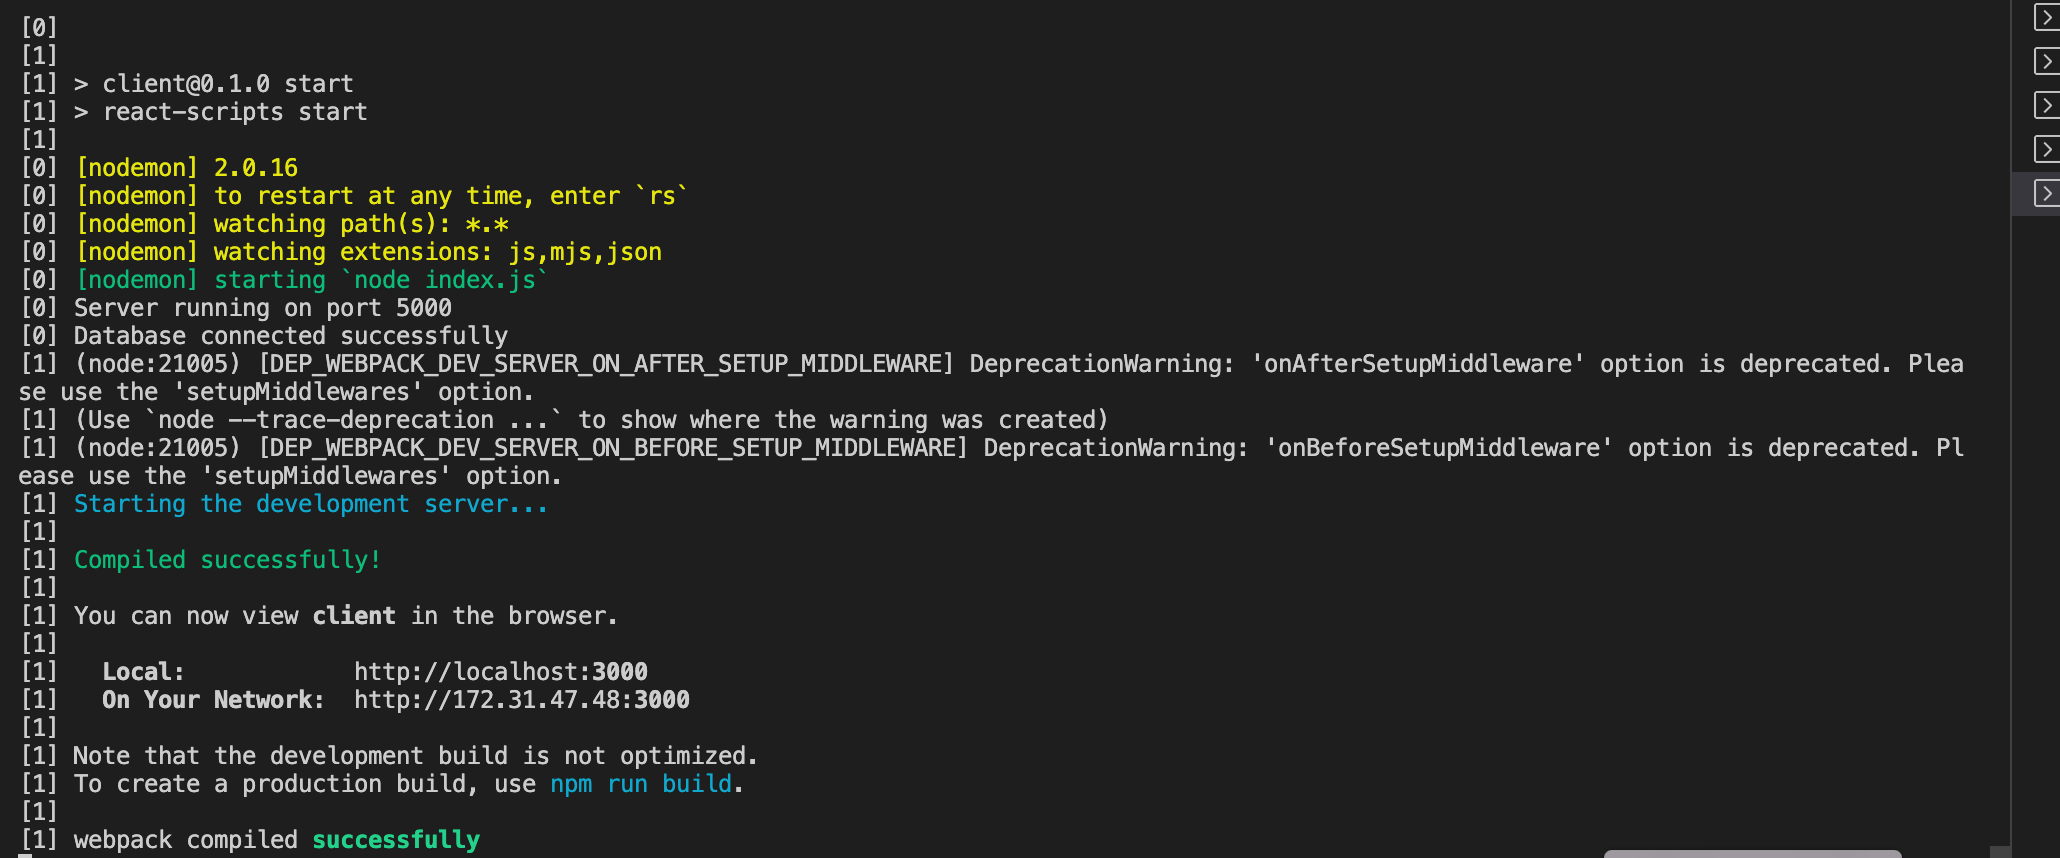 [0]
[1]
[1] > client@0.1.0 start
[1] > react-scripts start
[1]
[0] [nodemon] 2.0.16
[0] [nodemon] to restart at any time, enter `rs`
[0] [nodemon] watching path(s): *.*
[0] [nodemon] watching extensions: js,mjs,json
[0] [nodemon] starting `node index.js`
[0] Server running on port 5000
[0] Database connected successfully
[1] (node:21005) [DEP_WEBPACK_DEV_SERVER_ON_AFTER_SETUP_MIDDLEWARE] DeprecationWarning: 'onAfterSetupMiddleware' option is deprecated. Plea
se use the 'setupMiddlewares' option.
[1] (Use `node --trace-deprecation ...` to show where the warning was created)
[1] (node:21005) [DEP_WEBPACK_DEV_SERVER_ON_BEFORE_SETUP_MIDDLEWARE] DeprecationWarning: 'onBeforeSetupMiddleware' option is deprecated. Pl
ease use the 'setupMiddlewares' option.
[1] Starting the development server...
[1]
[1] Compiled successfully!
[1]
[1] You can now view client in the browser.
[1]
[1]   Local:            http://localhost:3000
[1]   On Your Network:  http://172.31.47.48:3000
[1]
[1] Note that the development build is not optimized.
[1] To create a production build, use npm run build.
[1]
[1] webpack compiled successfully